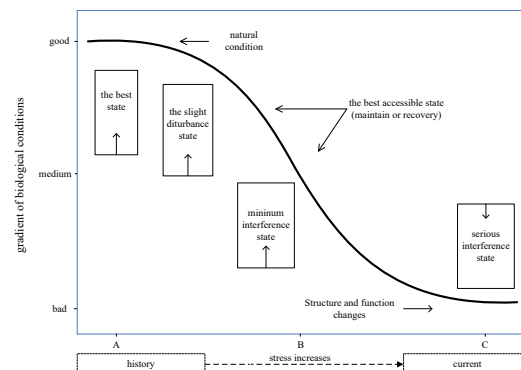 gradient of biological conditions
good
medium
bad
natural
condition
the best
state
the slight
diturbance
state
the best accessible state
(maintain or recovery)
minimum
interference
state
serious
interference
state
Structure and function
changes
A
B
C
history
stress increases
current